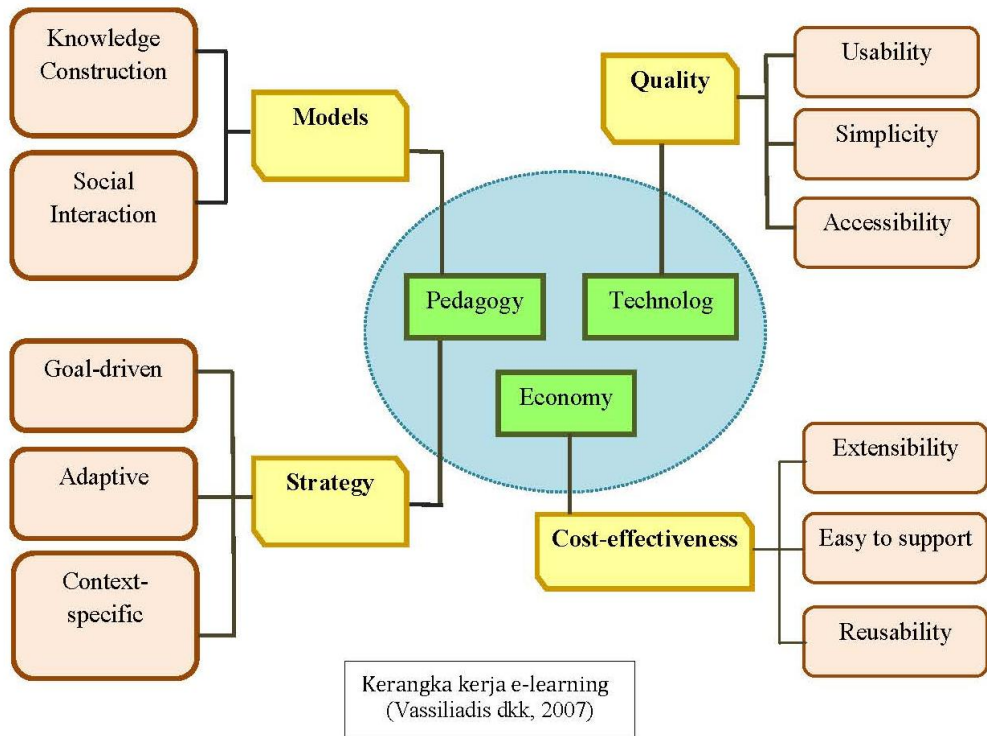 Knowledge
Construction
Models
Social
Interaction
Quality
Usability
Simplicity
Accessibility
Pedagogy
Technolog
Economy
Goal-driven
Adaptive
Context-
specific
Strategy
Cost-effectiveness
Extensibility
Easy to support
Reusability
Kerangka kerja e-learning
(Vassiliadis dkk, 2007)